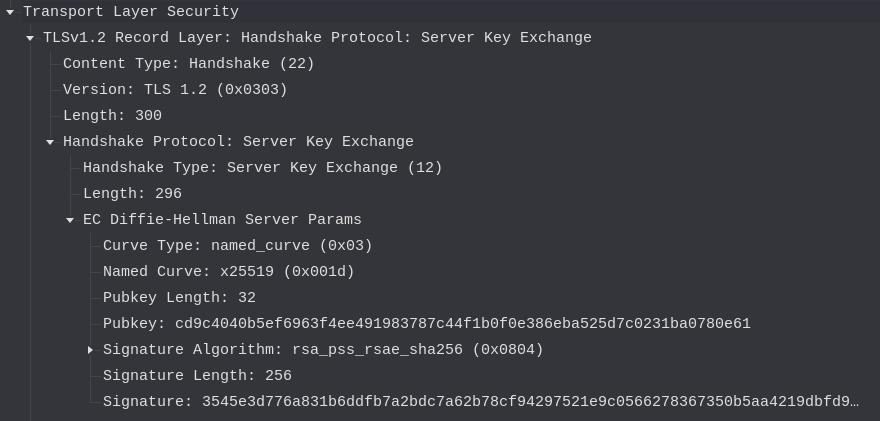 Transport Layer Security
TLSv1.2 Record Layer: Handshake Protocol: Server Key Exchange
Content Type: Handshake (22)
Version: TLS 1.2 (0x0303)
Length: 300
Handshake Protocol: Server Key Exchange
Handshake Type: Server Key Exchange (12)
Length: 296
EC Diffie-Hellman Server Params
Curve Type: named_curve (0x03)
Named Curve: x25519 (0x001d)
Pubkey Length: 32
Pubkey: cd9c4040b5ef6963f4ee491983787c44f1b0f0e386eba525d7c0231ba0780e61
Signature Algorithm: rsa_pss_rsae_sha256 (0x0804)
Signature Length: 256
Signature: 3545e3d776a831b6ddfb7a2bdc7a62b78cf94297521e9c0566278367350b5aa4219dbfd9…